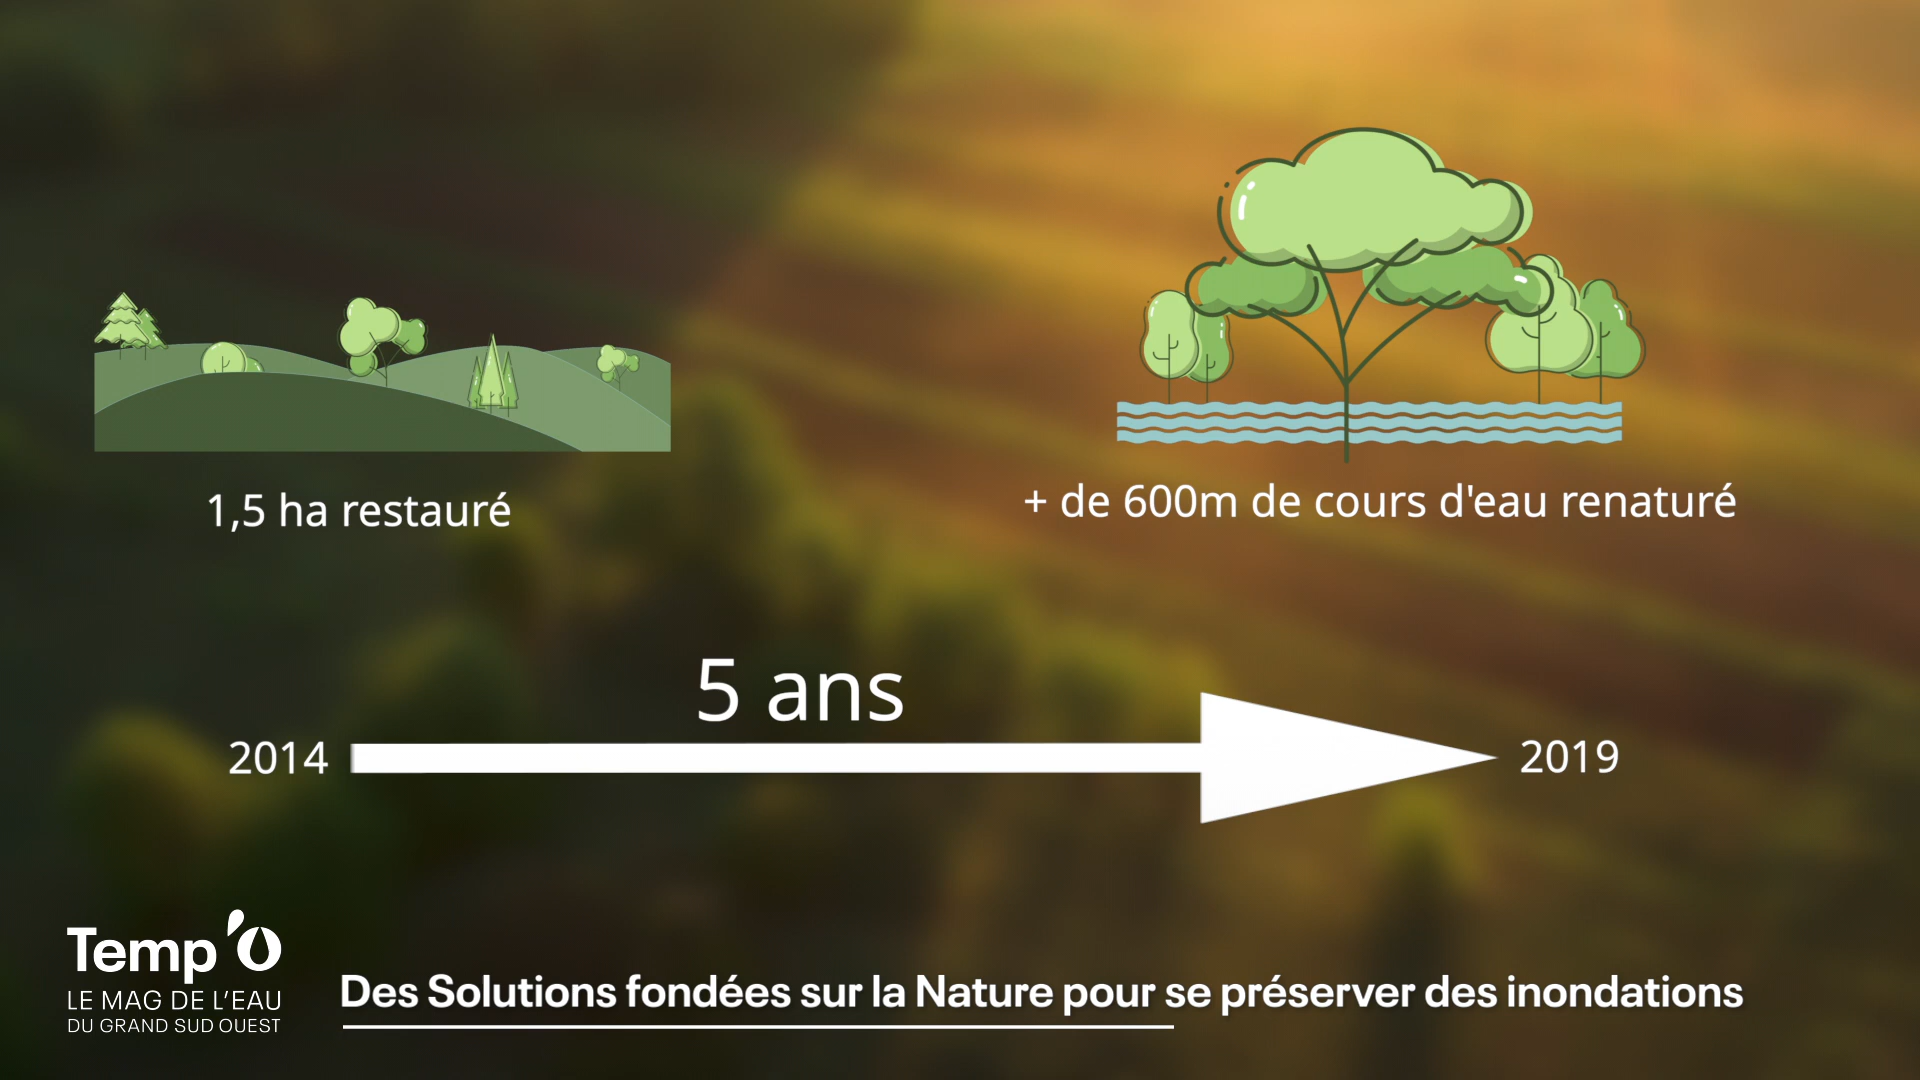 1,5 ha restauré
+ de 600m de cours d'eau renaturé
5 ans
2014
2019
Temp'O
LE MAG DE L'EAU
DU GRAND SUD OUEST
Des Solutions fondées sur la Nature pour se préserver des inondations